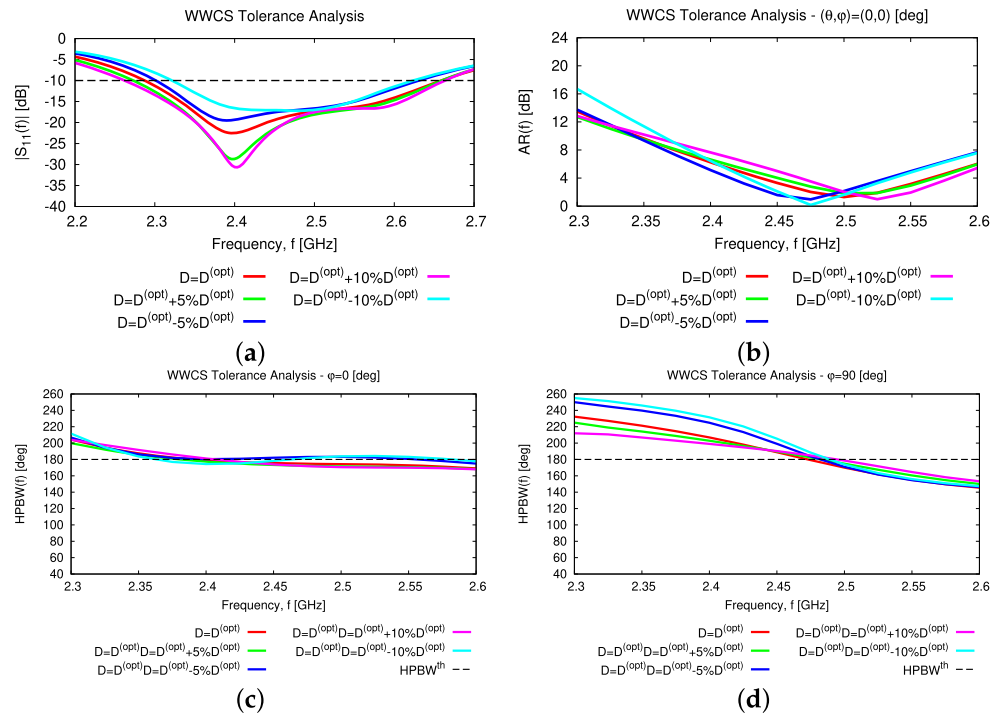 WWCS Tolerance Analysis
0
-5
-10
-15
-20
-25
-30
-35
-40
|S11(f)| [dB]
2.2 2.3 2.4 2.5 2.6 2.7
Frequency, f [GHz]
D=D(opt) D=D(opt)+10%D(opt)
D=D(opt)+5%D(opt) D=D(opt)-10%D(opt)
D=D(opt)-5%D(opt)
(a)
WWCS Tolerance Analysis - (θ,φ)=(0,0) [deg]
24
20
16
12
8
4
0
AR(f) [dB]
2.3 2.35 2.4 2.45 2.5 2.55 2.6
Frequency, f [GHz]
D=D(opt) D=D(opt)+10%D(opt)
D=D(opt)+5%D(opt) D=D(opt)-10%D(opt)
D=D(opt)-5%D(opt)
(b)
WWCS Tolerance Analysis - φ=0 [deg]
260
240
220
200
180
160
140
120
100
80
60
40
HPBW(f) [deg]
2.3 2.35 2.4 2.45 2.5 2.55 2.6
Frequency, f [GHz]
D=D(opt) D=D(opt)D=D(opt)+10%D(opt)
D=D(opt)D=D(opt)+5%D(opt) D=D(opt)D=D(opt)-10%D(opt)
D=D(opt)D=D(opt)-5%D(opt) HPBWth
(c)
WWCS Tolerance Analysis - φ=90 [deg]
260
240
220
200
180
160
140
120
100
80
60
40
HPBW(f) [deg]
2.3 2.35 2.4 2.45 2.5 2.55 2.6
Frequency, f [GHz]
D=D(opt) D=D(opt)D=D(opt)+10%D(opt)
D=D(opt)D=D(opt)+5%D(opt) D=D(opt)D=D(opt)-10%D(opt)
D=D(opt)D=D(opt)-5%D(opt) HPBWth
(d)